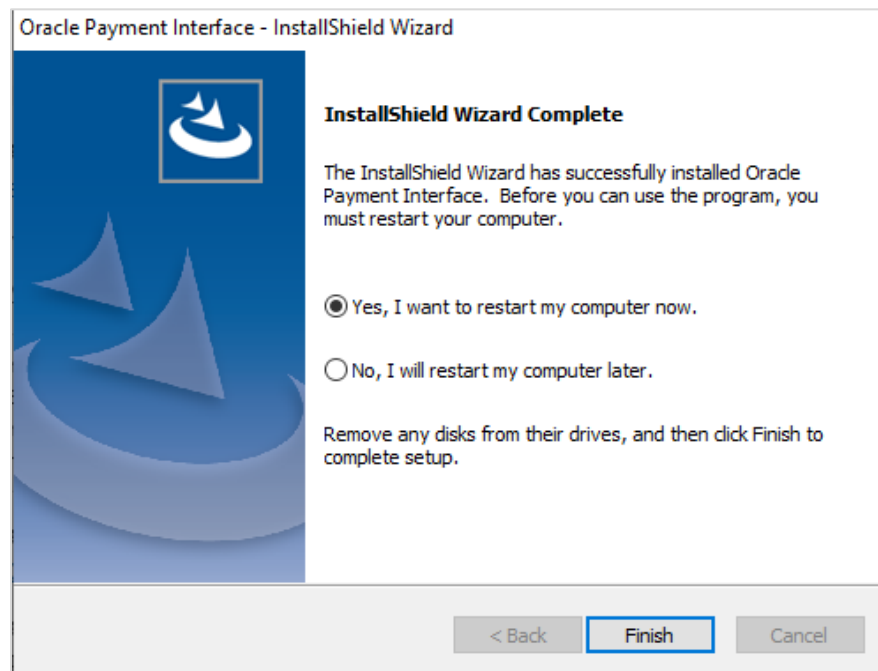 Oracle Payment Interface - InstallShield Wizard
InstallShield Wizard Complete
The InstallShield Wizard has successfully installed Oracle
Payment Interface. Before you can use the program, you
must restart your computer.
Yes, I want to restart my computer now.
No, I will restart my computer later.
Remove any disks from their drives, and then click Finish to
complete setup.
< Back
Finish
Cancel